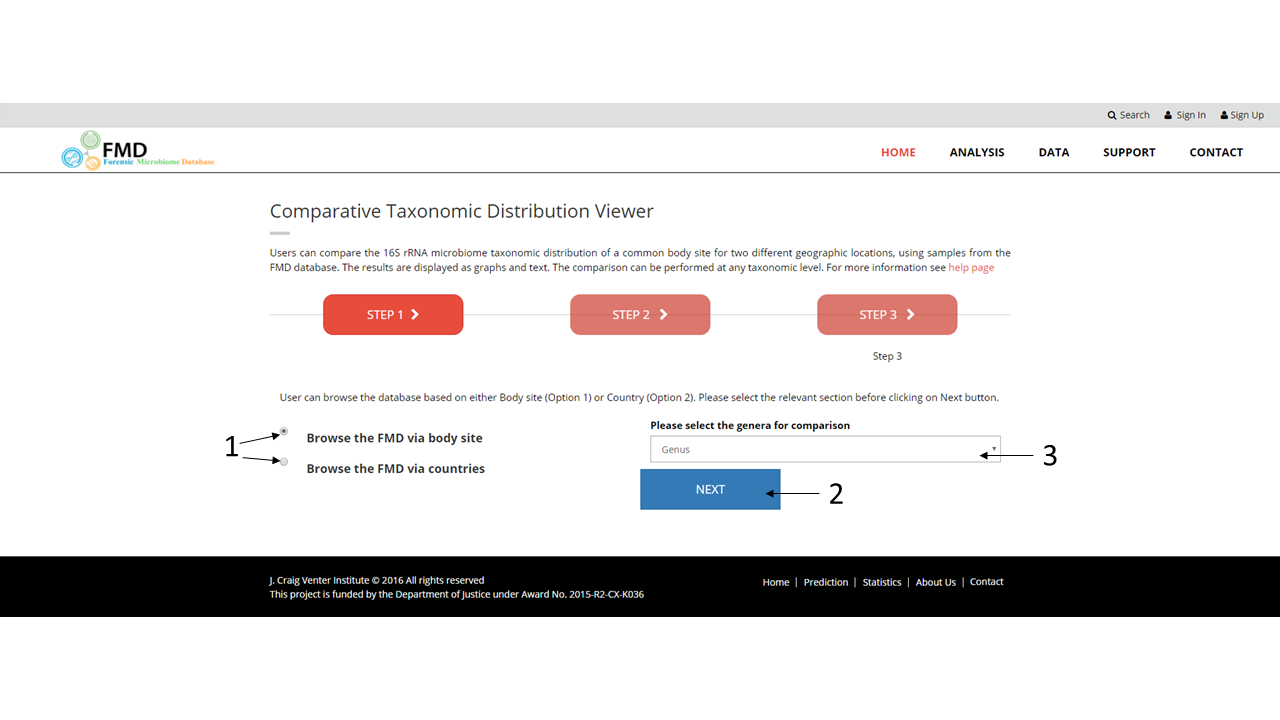 Search Sign In Sign Up
FMD
Forensic Microbiome Database
HOME ANALYSIS DATA SUPPORT CONTACT
Comparative Taxonomic Distribution Viewer
Users can compare the 16S rRNA microbiome taxonomic distribution of a common body site for two different geographic locations, using samples from the
FMD database. The results are displayed as graphs and text. The comparison can be performed at any taxonomic level. For more information see help page
STEP 1 STEP 2 STEP 3
Step 3
User can browse the database based on either Body site (Option 1) or Country (Option 2). Please select the relevant section before clicking on Next button.
1
Browse the FMD via body site
Browse the FMD via countries
Please select the genera for comparison
Genus
3
NEXT
2
J. Craig Venter Institute © 2016 All rights reserved
This project is funded by the Department of Justice under Award No. 2015-R2-CX-K036
Home | Prediction | Statistics | About Us | Contact